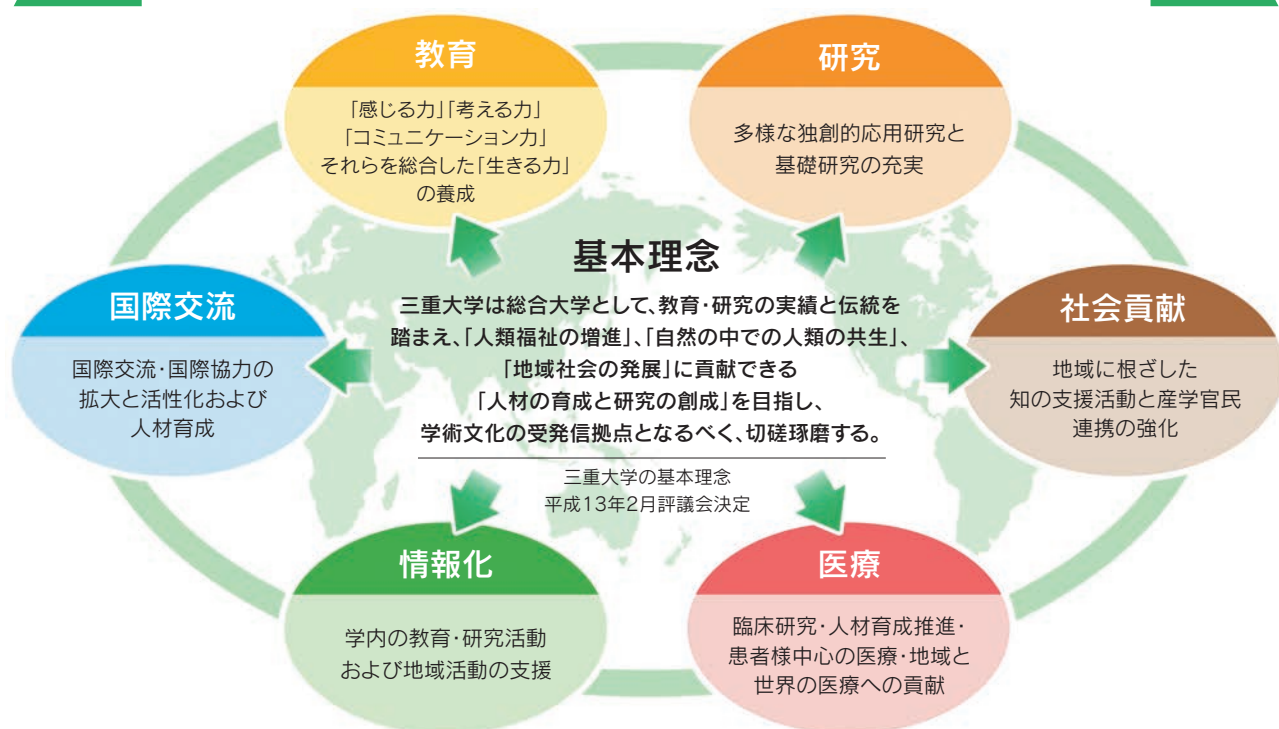 教育
「感じる力」「考える力」
「コミュニケーション力」
それらを総合した「生きる力」
の養成
研究
多様な独創的応用研究と
基礎研究の充実
基本理念
三重大学は総合大学として、教育・研究の実績と伝統を
踏まえ、「人類福祉の増進」、「自然の中での人類の共生」、
「地域社会の発展」に貢献できる
「人材の育成と研究の創成」を目指し、
学術文化の受発信拠点となるべく、切磋琢磨する。
三重大学の基本理念
平成13年2月評議会決定
国際交流
国際交流・国際協力の
拡大と活性化および
人材育成
社会貢献
地域に根ざした
知の支援活動と産学官民
連携の強化
情報化
学内の教育・研究活動
および地域活動の支援
医療
臨床研究・人材育成推進・
患者様中心の医療・地域と
世界の医療への貢献